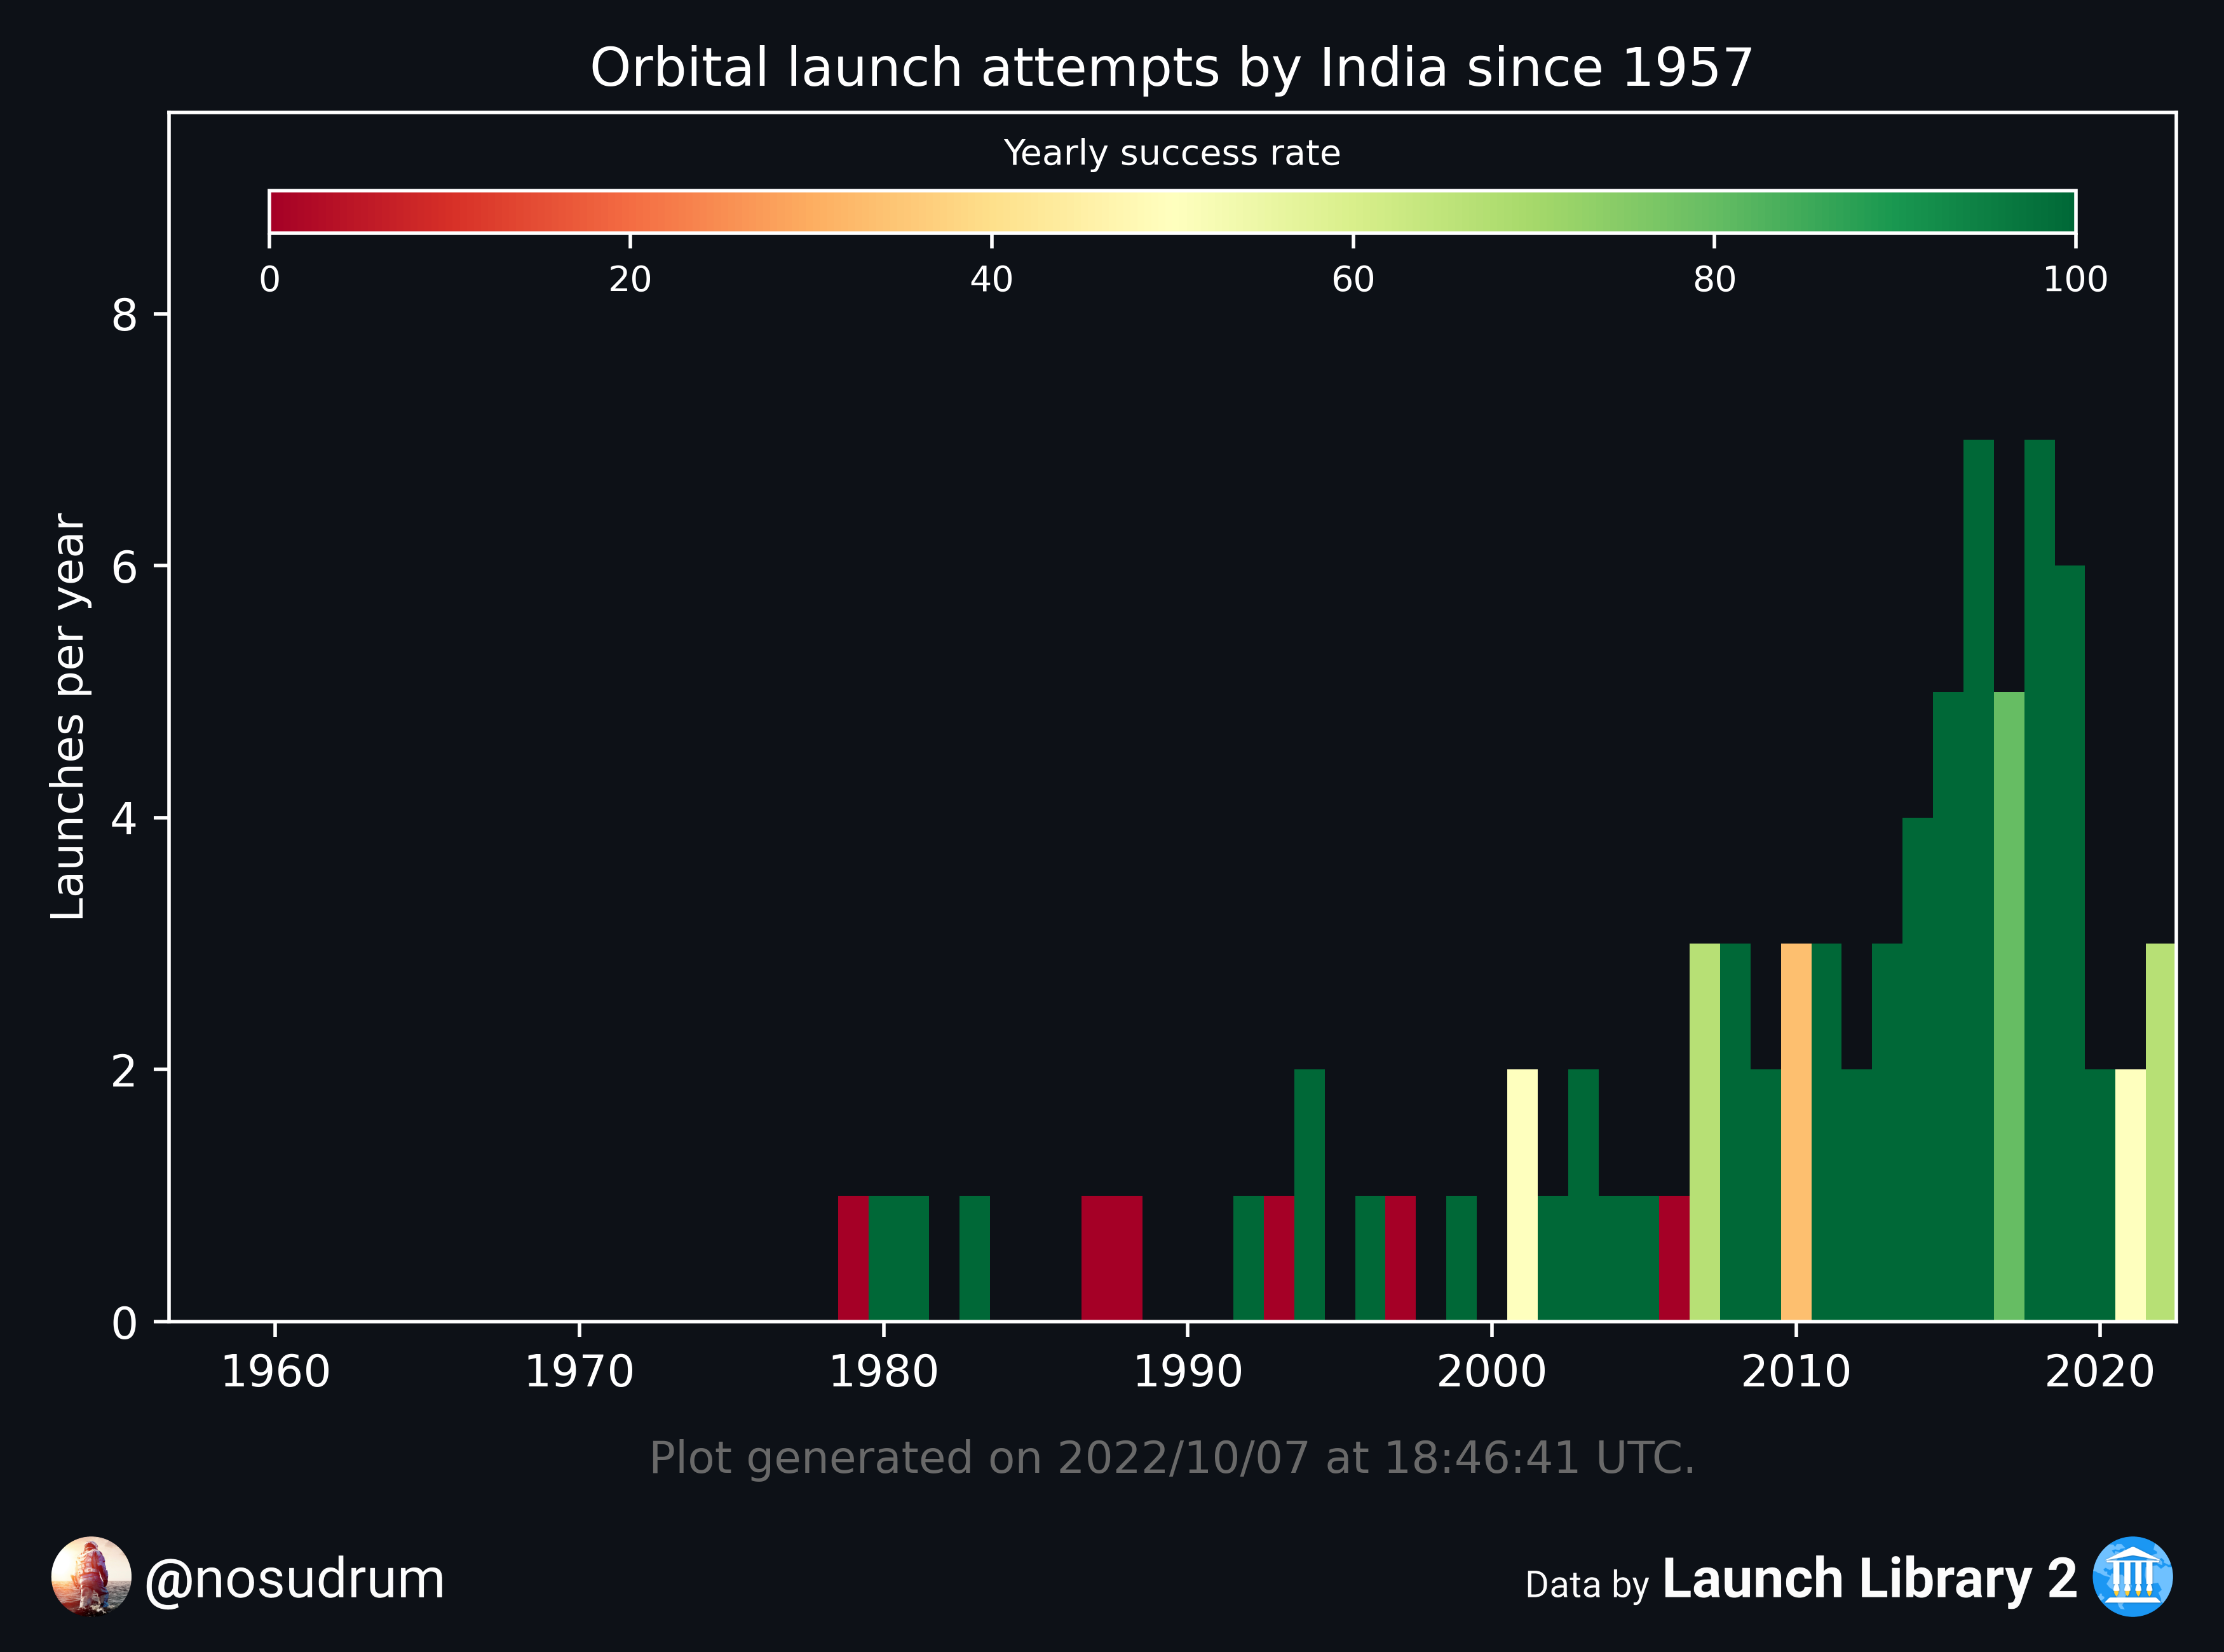 Orbital launch attempts by India since 1957
Yearly success rate
0 20 40 60 80 100
Launches per year
8
6
4
2
0
1960 1970 1980 1990 2000 2010 2020
Plot generated on 2022/10/07 at 18:46:41 UTC.
@nosudrum
Data by Launch Library 2